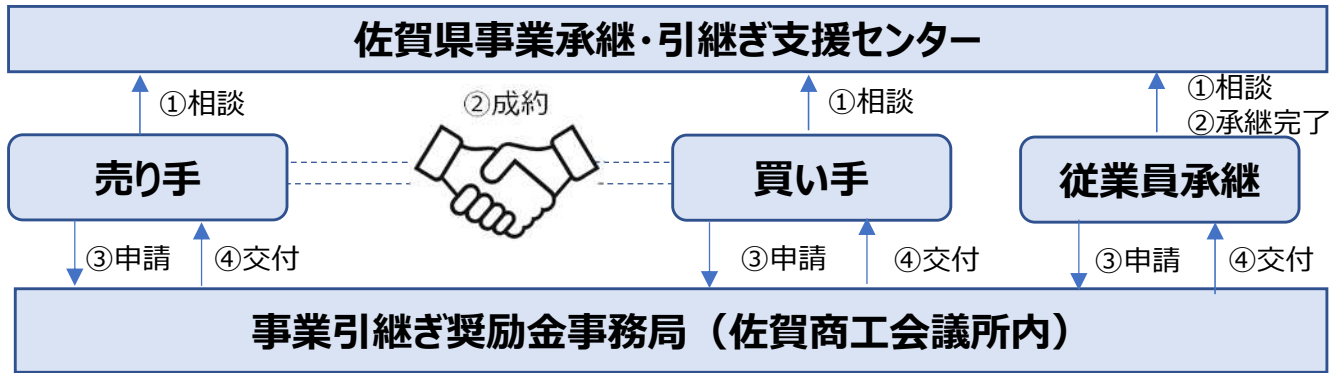 佐賀県事業承継・引継ぎ支援センター
①相談
②成約
①相談
①相談
②承継完了
売り手
買い手
従業員承継
③申請
④交付
③申請
④交付
③申請
④交付
事業引継ぎ奨励金事務局（佐賀商工会議所内）